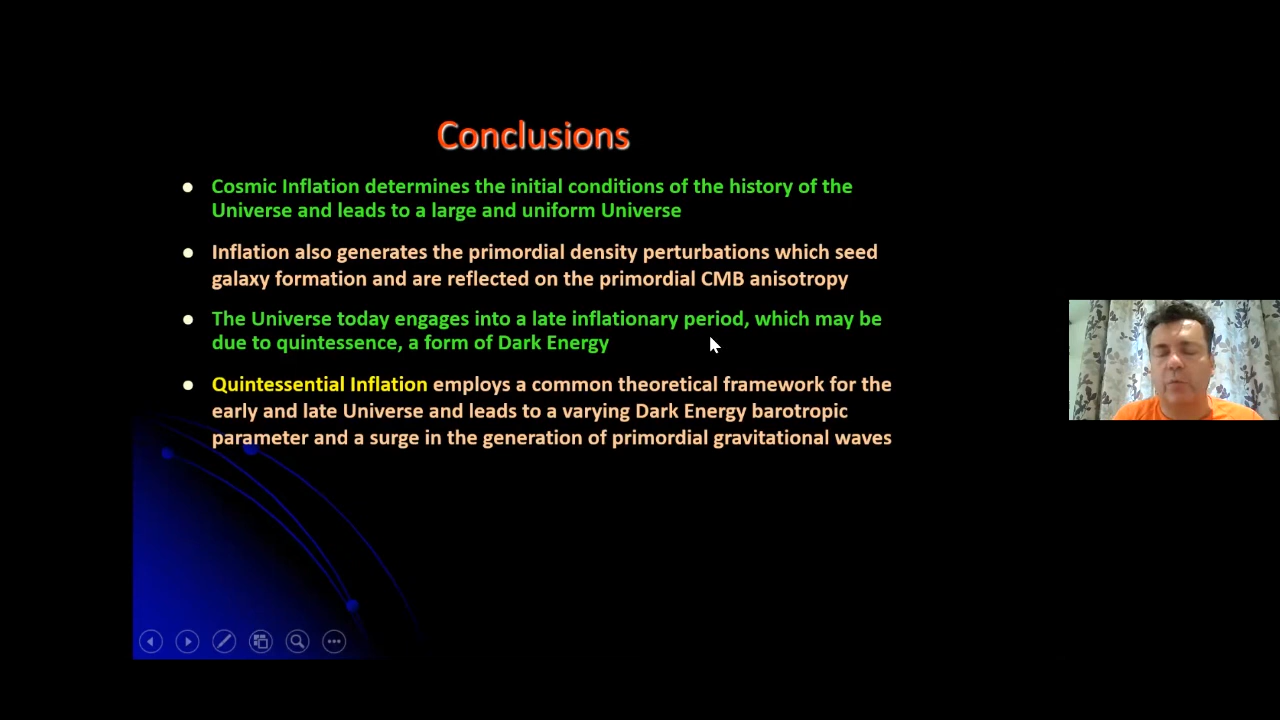 Conclusions
Cosmic Inflation determines the initial conditions of the history of the
Universe and leads to a large and uniform Universe
Inflation also generates the primordial density perturbations which seed
galaxy formation and are reflected on the primordial CMB anisotropy
The Universe today engages into a late inflationary period, which may be
due to quintessence, a form of Dark Energy
Quintessential Inflation employs a common theoretical framework for the
early and late Universe and leads to a varying Dark Energy barotropic
parameter and a surge in the generation of primordial gravitational waves